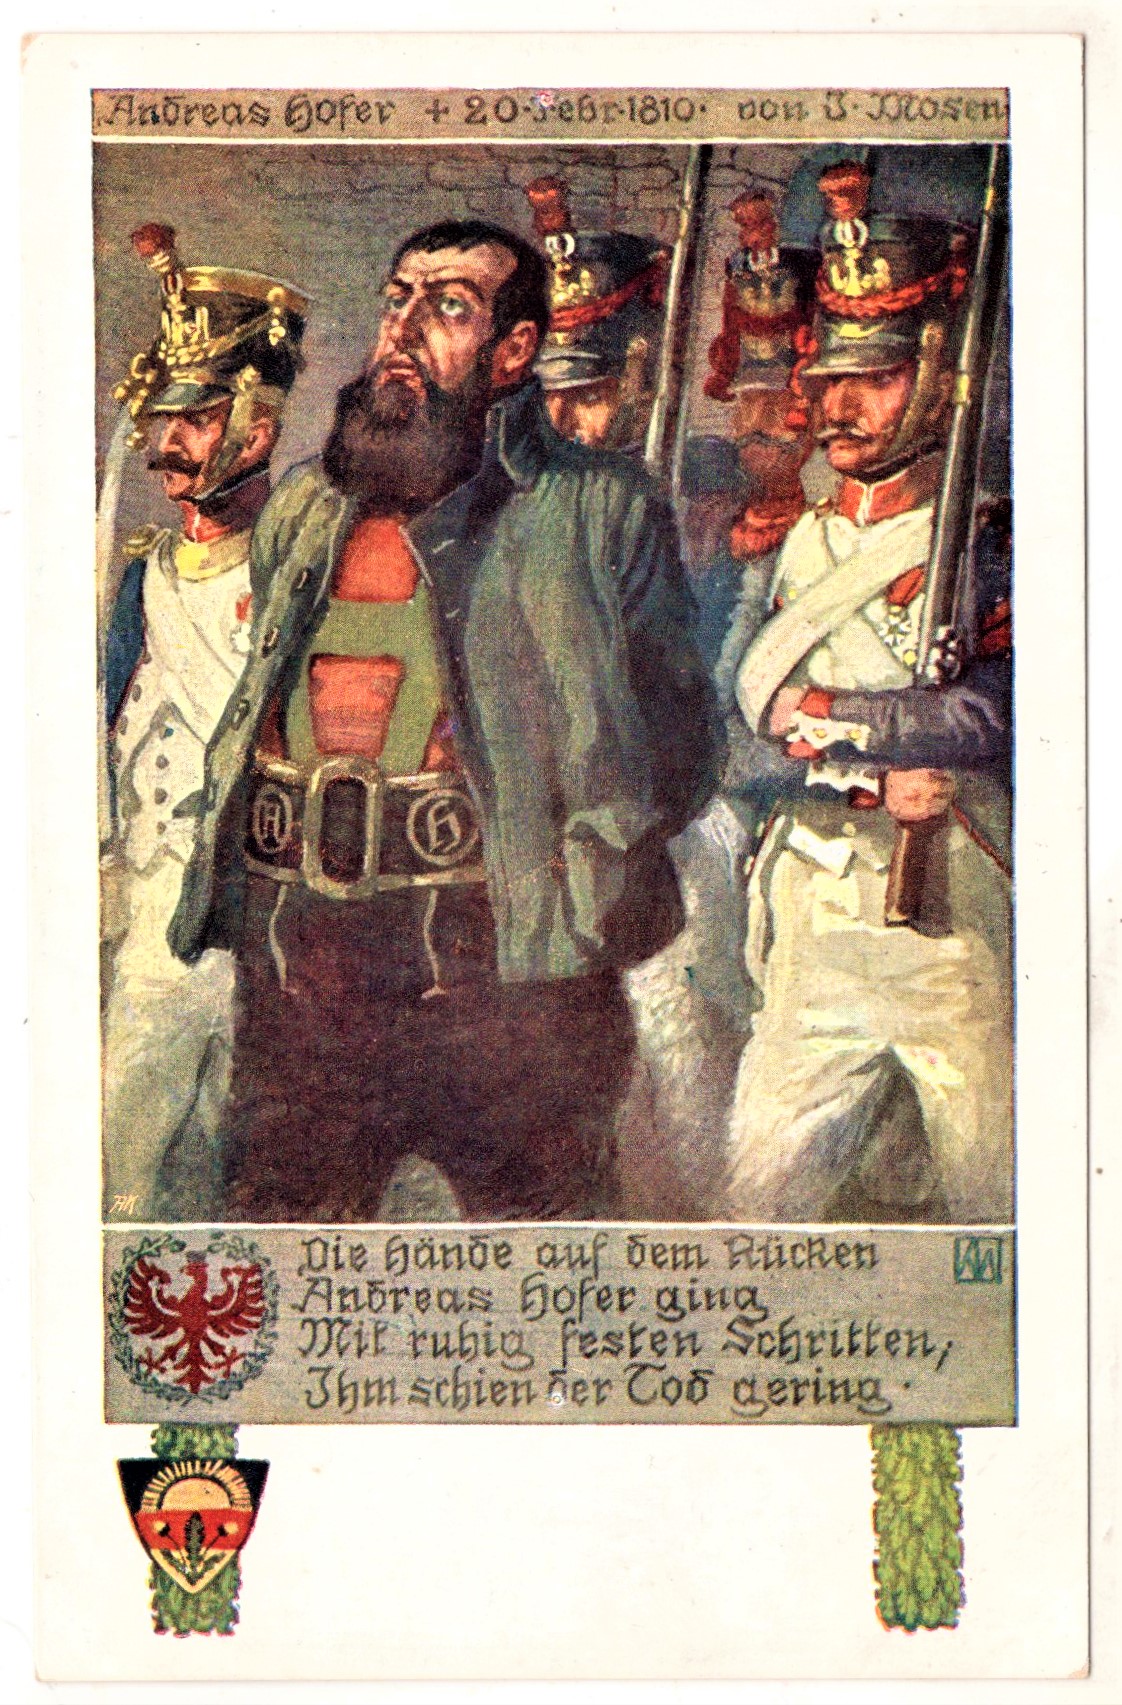 Andreas Hofer + 20·Febr·1810· von J·Mosen·
A H
AK
Die Hände auf dem Rücken
Andreas Hofer ging
Mit ruhig festen Schritten,
Ihm schien der Tod gering·